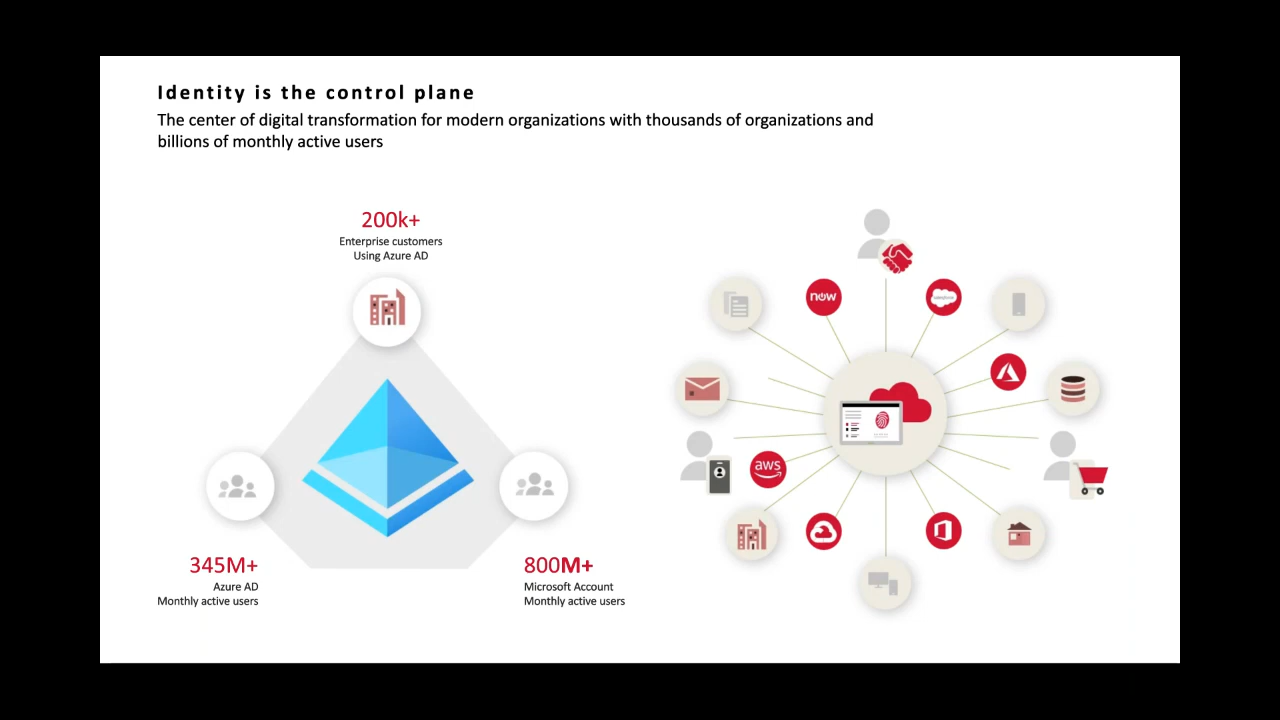 Identity is the control plane
The center of digital transformation for modern organizations with thousands of organizations and
billions of monthly active users
200k+
Enterprise customers
Using Azure AD
345M+
Azure AD
Monthly active users
800M+
Microsoft Account
Monthly active users
now
salesforce
aws